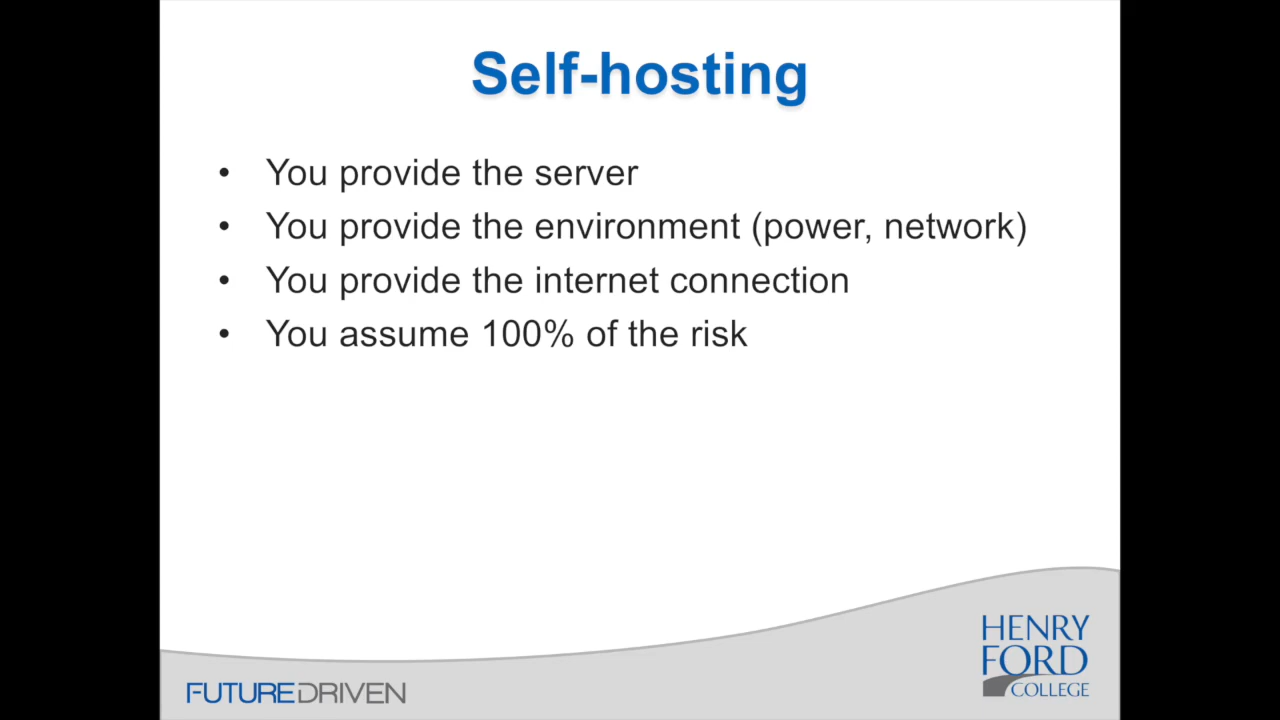 Self-hosting
• You provide the server
• You provide the environment (power, network)
• You provide the internet connection
• You assume 100% of the risk
HENRY
FORD
COLLEGE
FUTUREDRIVEN